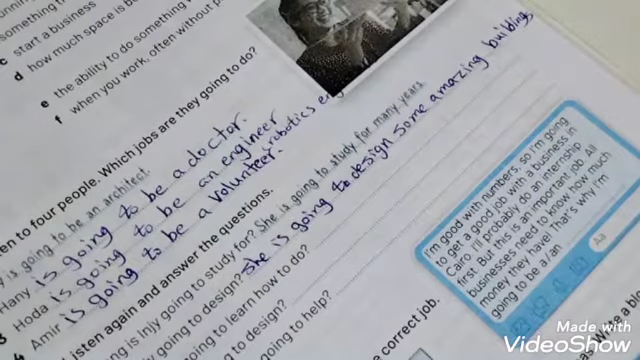 start a business
how much space is be
e the ability to do something
f when you work, often without p
en to four people. Which jobs are they going to do?
y is going to be an architect.
Hany is going to be a doctor.
Hoda is going to be an engineer robotics
Amir is going to be a volunteer.
Listen again and answer the questions.
ng is Injy going to study for? She is going to study for many years.
going to design? She is going to design some amazing buildings
going to learn how to do?
g to design?
going to help?
e correct job.
I'm good with numbers, so I'm going
to get a good job with a business in
Cairo. I'll probably do an internship
first. But this is an important job. All
businesses need to know how much
money they have! That's why I'm
going to be a/an
Aa
Write a blo
Made with
VideoShow